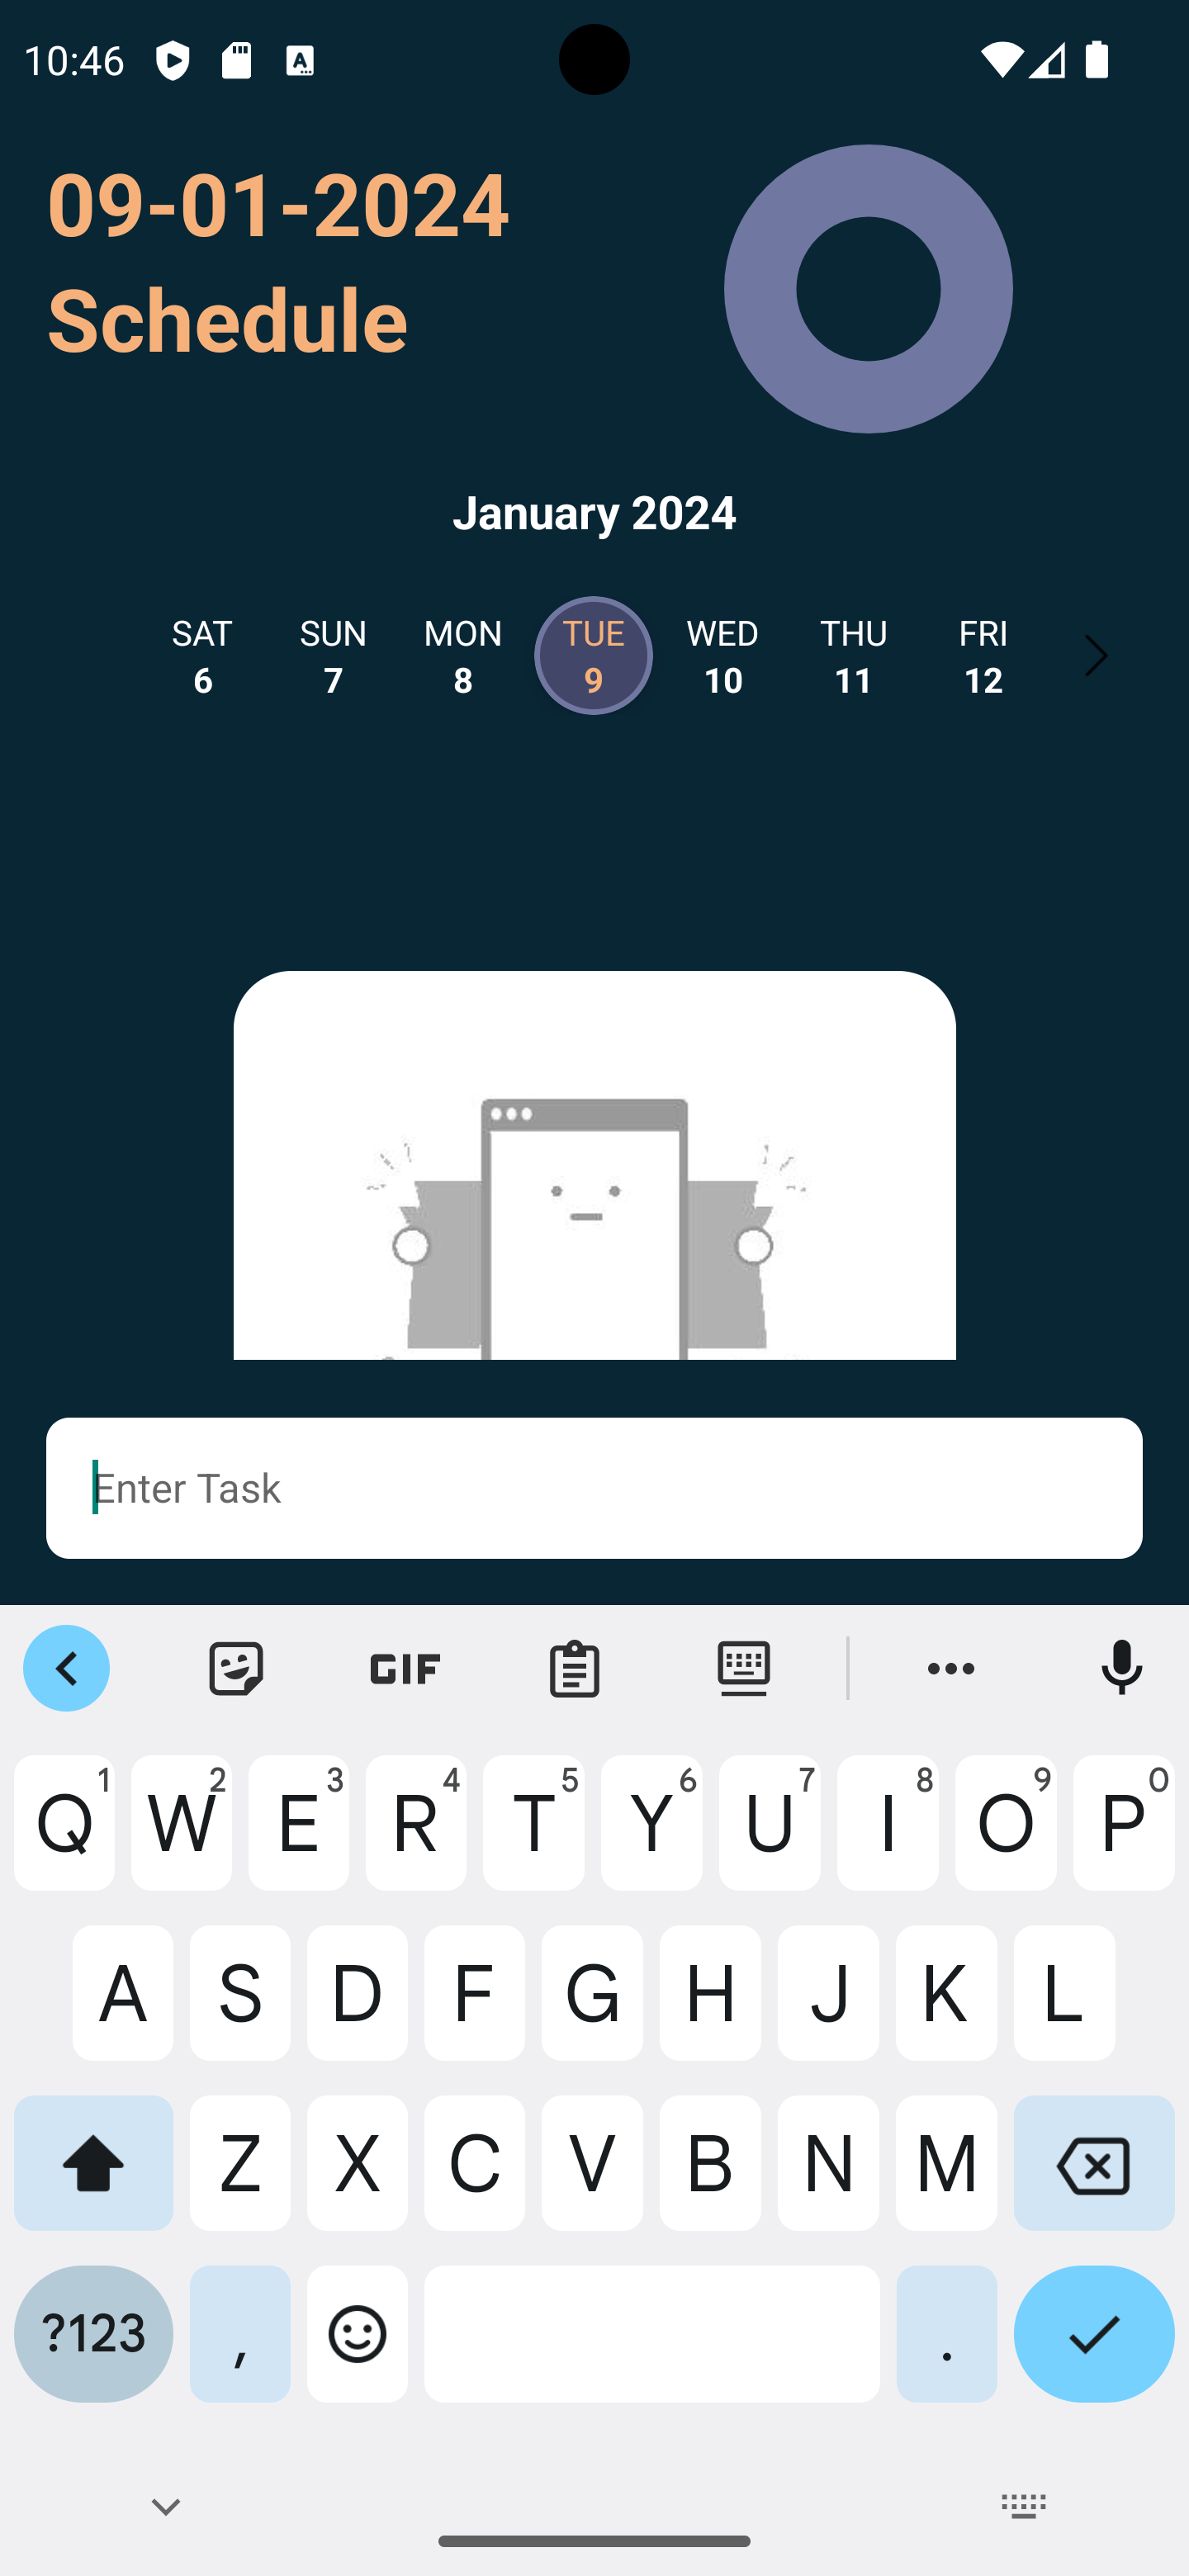 10:46
09-01-2024
Schedule
January 2024
SAT SUN MON TUE WED THU FRI
6 7 8 9 10 11 12
Enter Task
GIF
Q1 W2 E3 R4 T5 Y6 U7 I8 O9 P0
A S D F G H J K L
Z X C V B N M
?123 , .